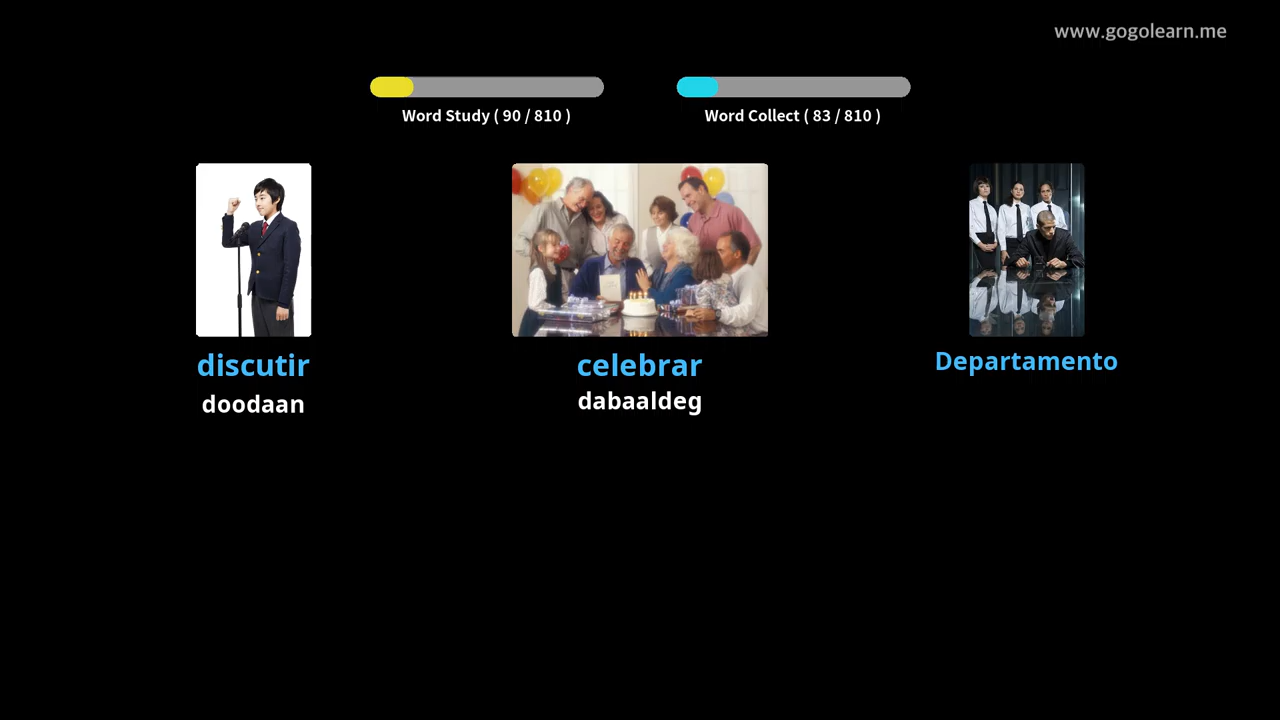 www.gogolearn.me
Word Study ( 90 / 810 )
Word Collect ( 83 / 810 )
discutir
doodaan
celebrar
dabaaldeg
Departamento